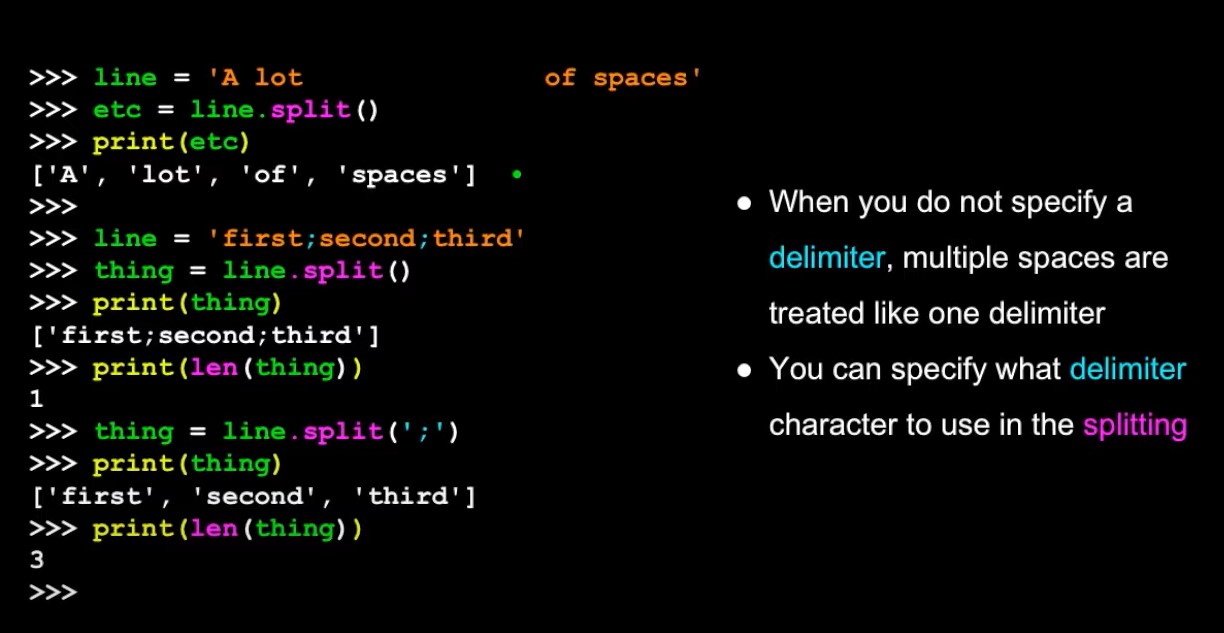 >>> line = 'A lot               of spaces'
>>> etc = line.split()
>>> print(etc)
['A', 'lot', 'of', 'spaces']
>>>
>>> line = 'first;second;third'
>>> thing = line.split()
>>> print(thing)
['first;second;third']
>>> print(len(thing))
1
>>> thing = line.split(';')
>>> print(thing)
['first', 'second', 'third']
>>> print(len(thing))
3
>>>
● When you do not specify a
delimiter, multiple spaces are
treated like one delimiter
● You can specify what delimiter
character to use in the splitting